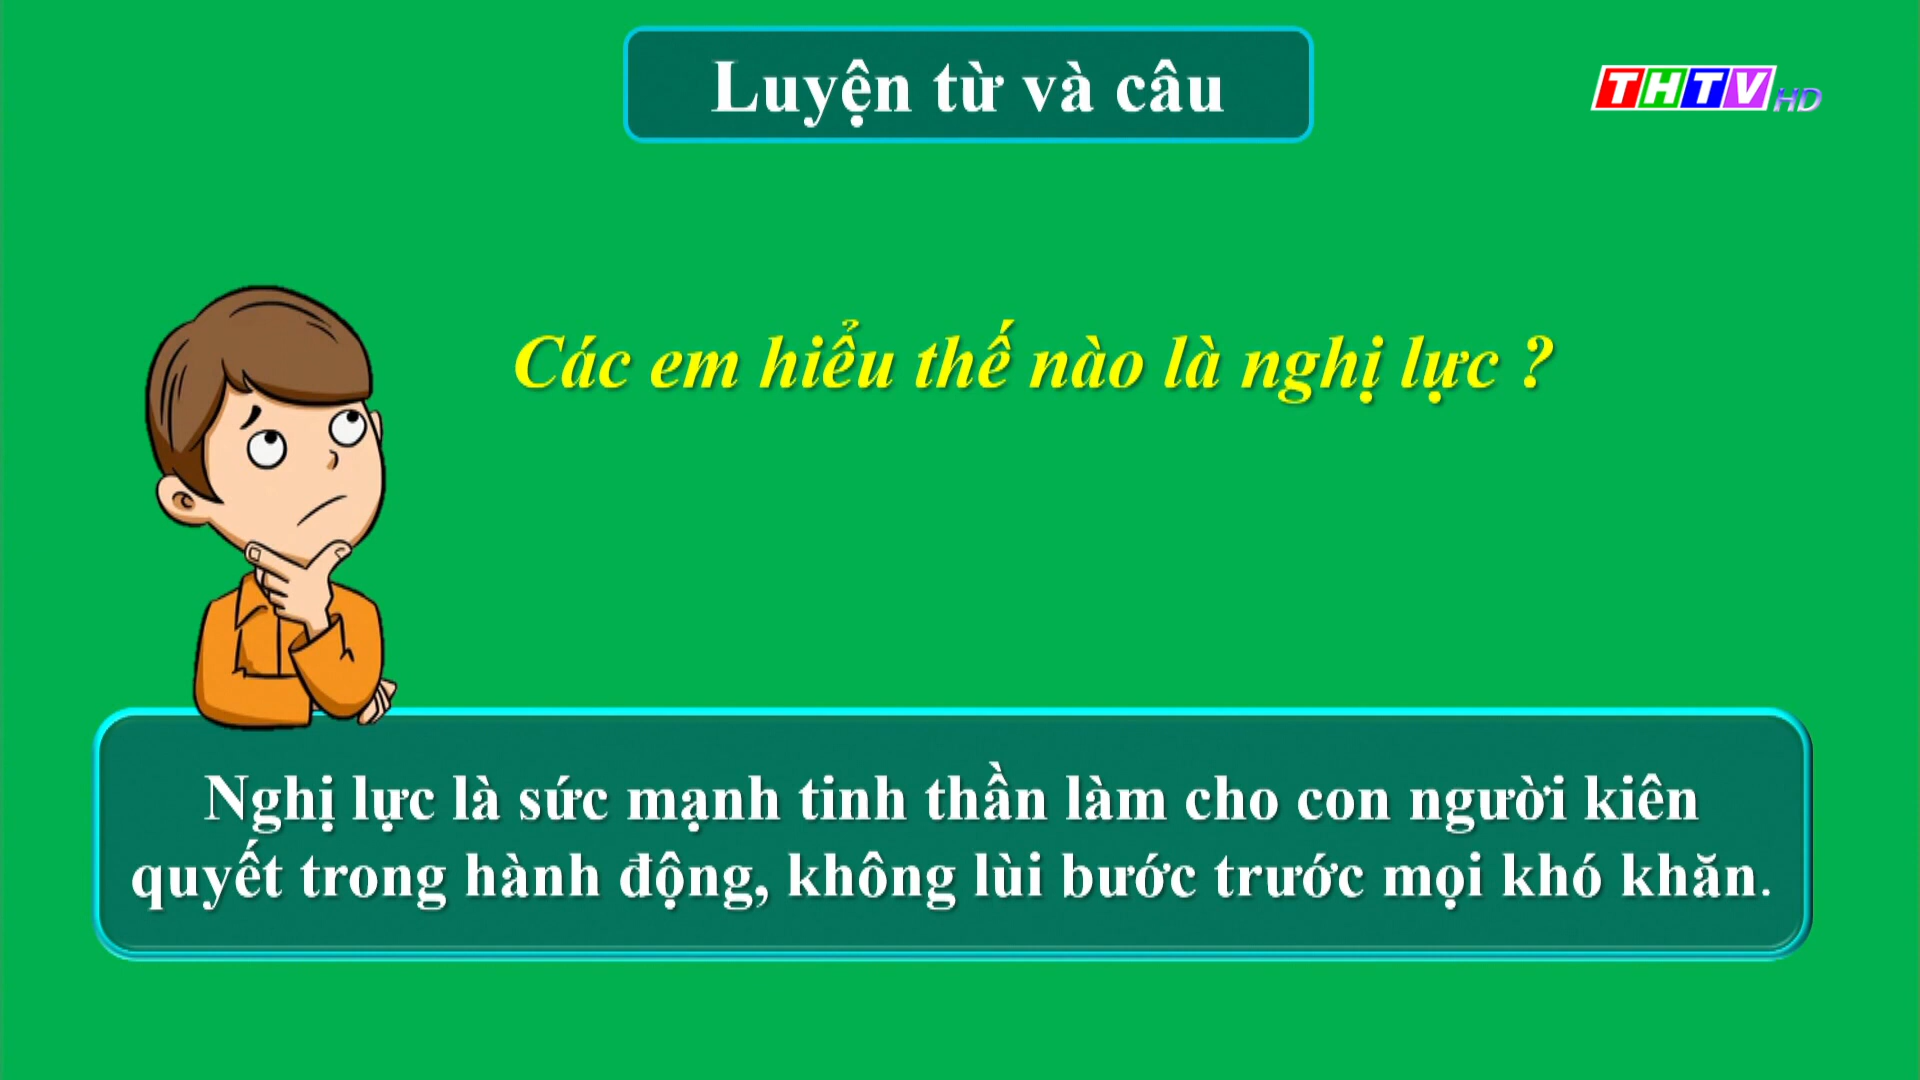 Luyện từ và câu
THTV HD
Các em hiểu thế nào là nghị lực ?
Nghị lực là sức mạnh tinh thần làm cho con người kiên
quyết trong hành động, không lùi bước trước mọi khó khăn.